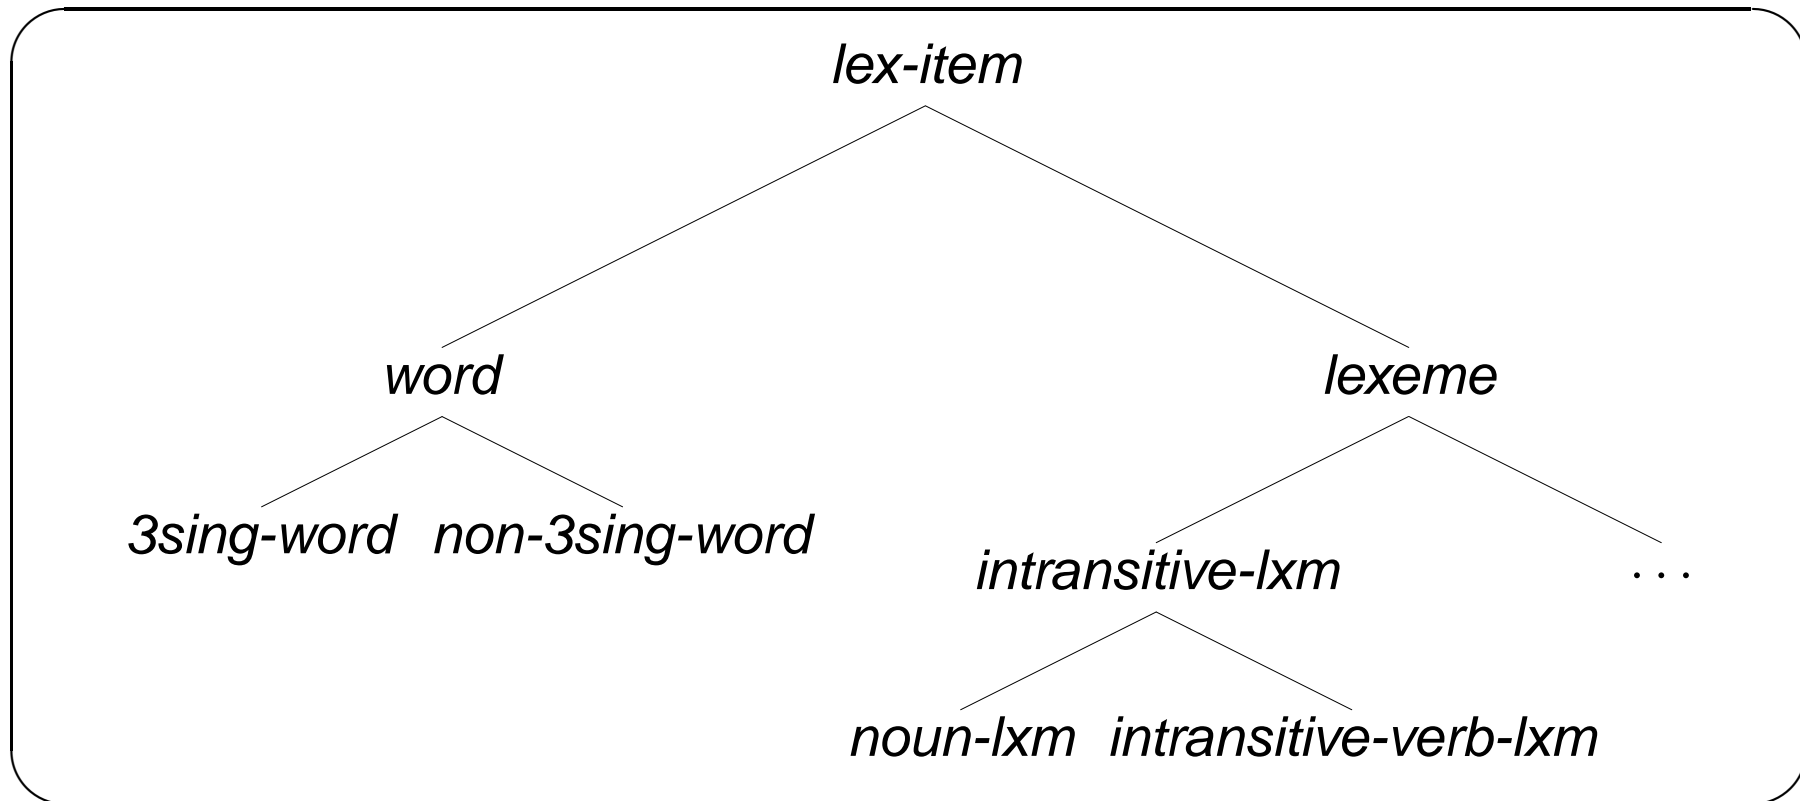 lex-item
word lexeme
3sing-word non-3sing-word
intransitive-lxm ...
noun-lxm intransitive-verb-lxm